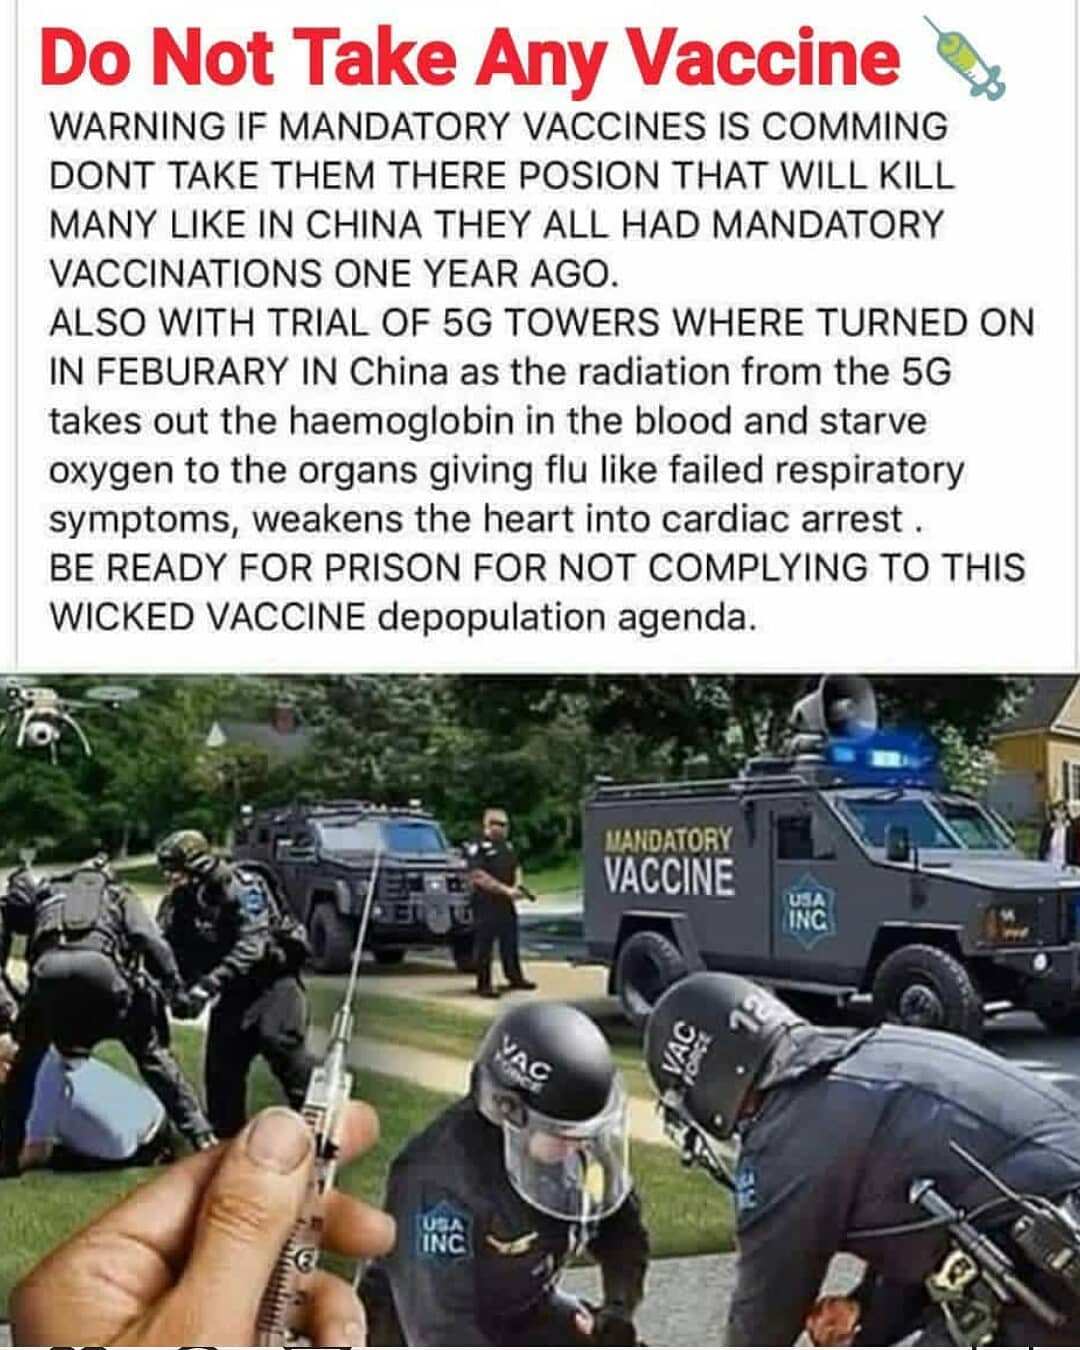 Do Not Take Any Vaccine
WARNING IF MANDATORY VACCINES IS COMMING
DONT TAKE THEM THERE POSION THAT WILL KILL
MANY LIKE IN CHINA THEY ALL HAD MANDATORY
VACCINATIONS ONE YEAR AGO.
ALSO WITH TRIAL OF 5G TOWERS WHERE TURNED ON
IN FEBURARY IN China as the radiation from the 5G
takes out the haemoglobin in the blood and starve
oxygen to the organs giving flu like failed respiratory
symptoms, weakens the heart into cardiac arrest .
BE READY FOR PRISON FOR NOT COMPLYING TO THIS
WICKED VACCINE depopulation agenda.
MANDATORY
VACCINE
USA
INC
VAC
FORCE
12
VAC
USA
INC